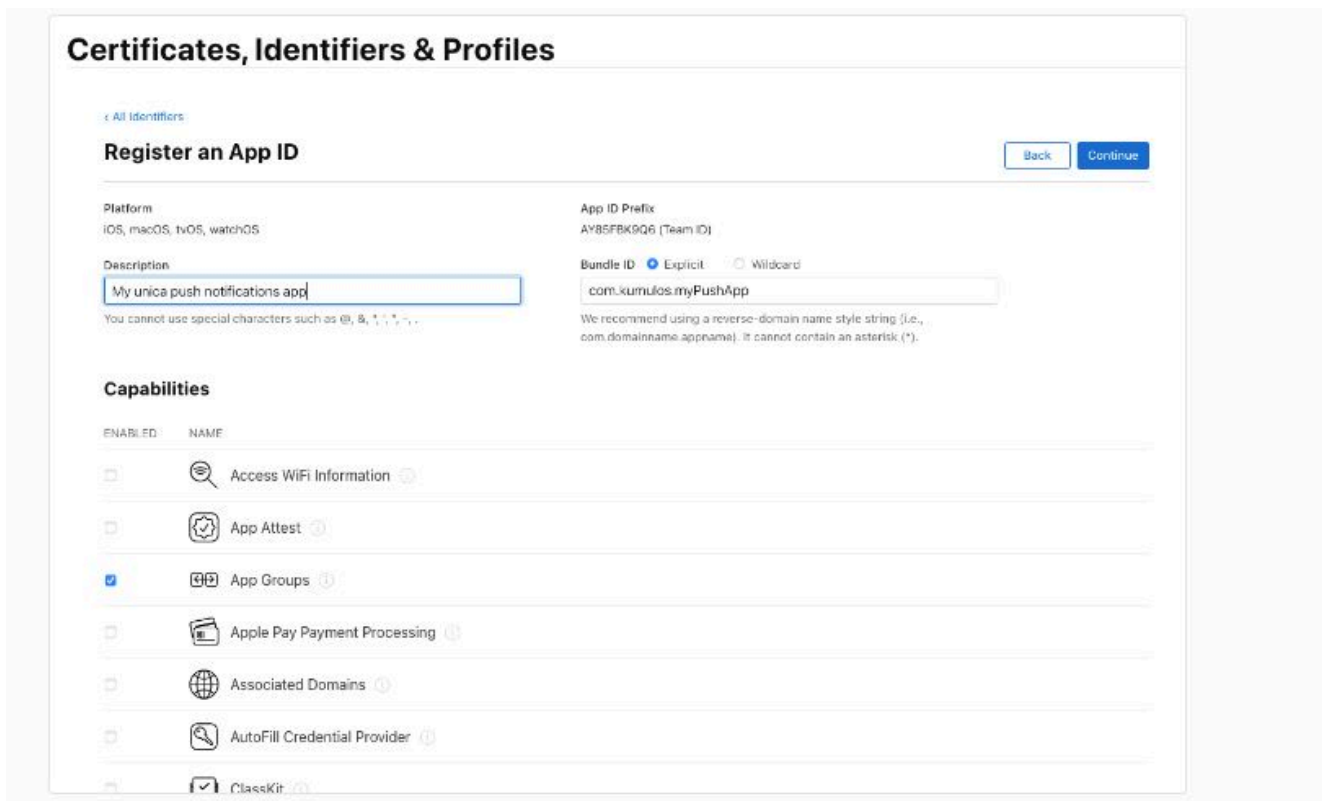 Certificates, Identifiers & Profiles
< All Identifiers
Register an App ID
Back
Continue
Platform
iOS, macOS, tvOS, watchOS
App ID Prefix
AY85FBK9Q6 (Team ID)
Description
My unica push notifications app
You cannot use special characters such as @, &, *, ', ", -, .
Bundle ID Explicit Wildcard
com.kumulos.myPushApp
We recommend using a reverse-domain name style string (i.e.,
com.domainname.appname). It cannot contain an asterisk (*).
Capabilities
ENABLED NAME
Access WiFi Information
App Attest
App Groups
Apple Pay Payment Processing
Associated Domains
AutoFill Credential Provider
ClassKit